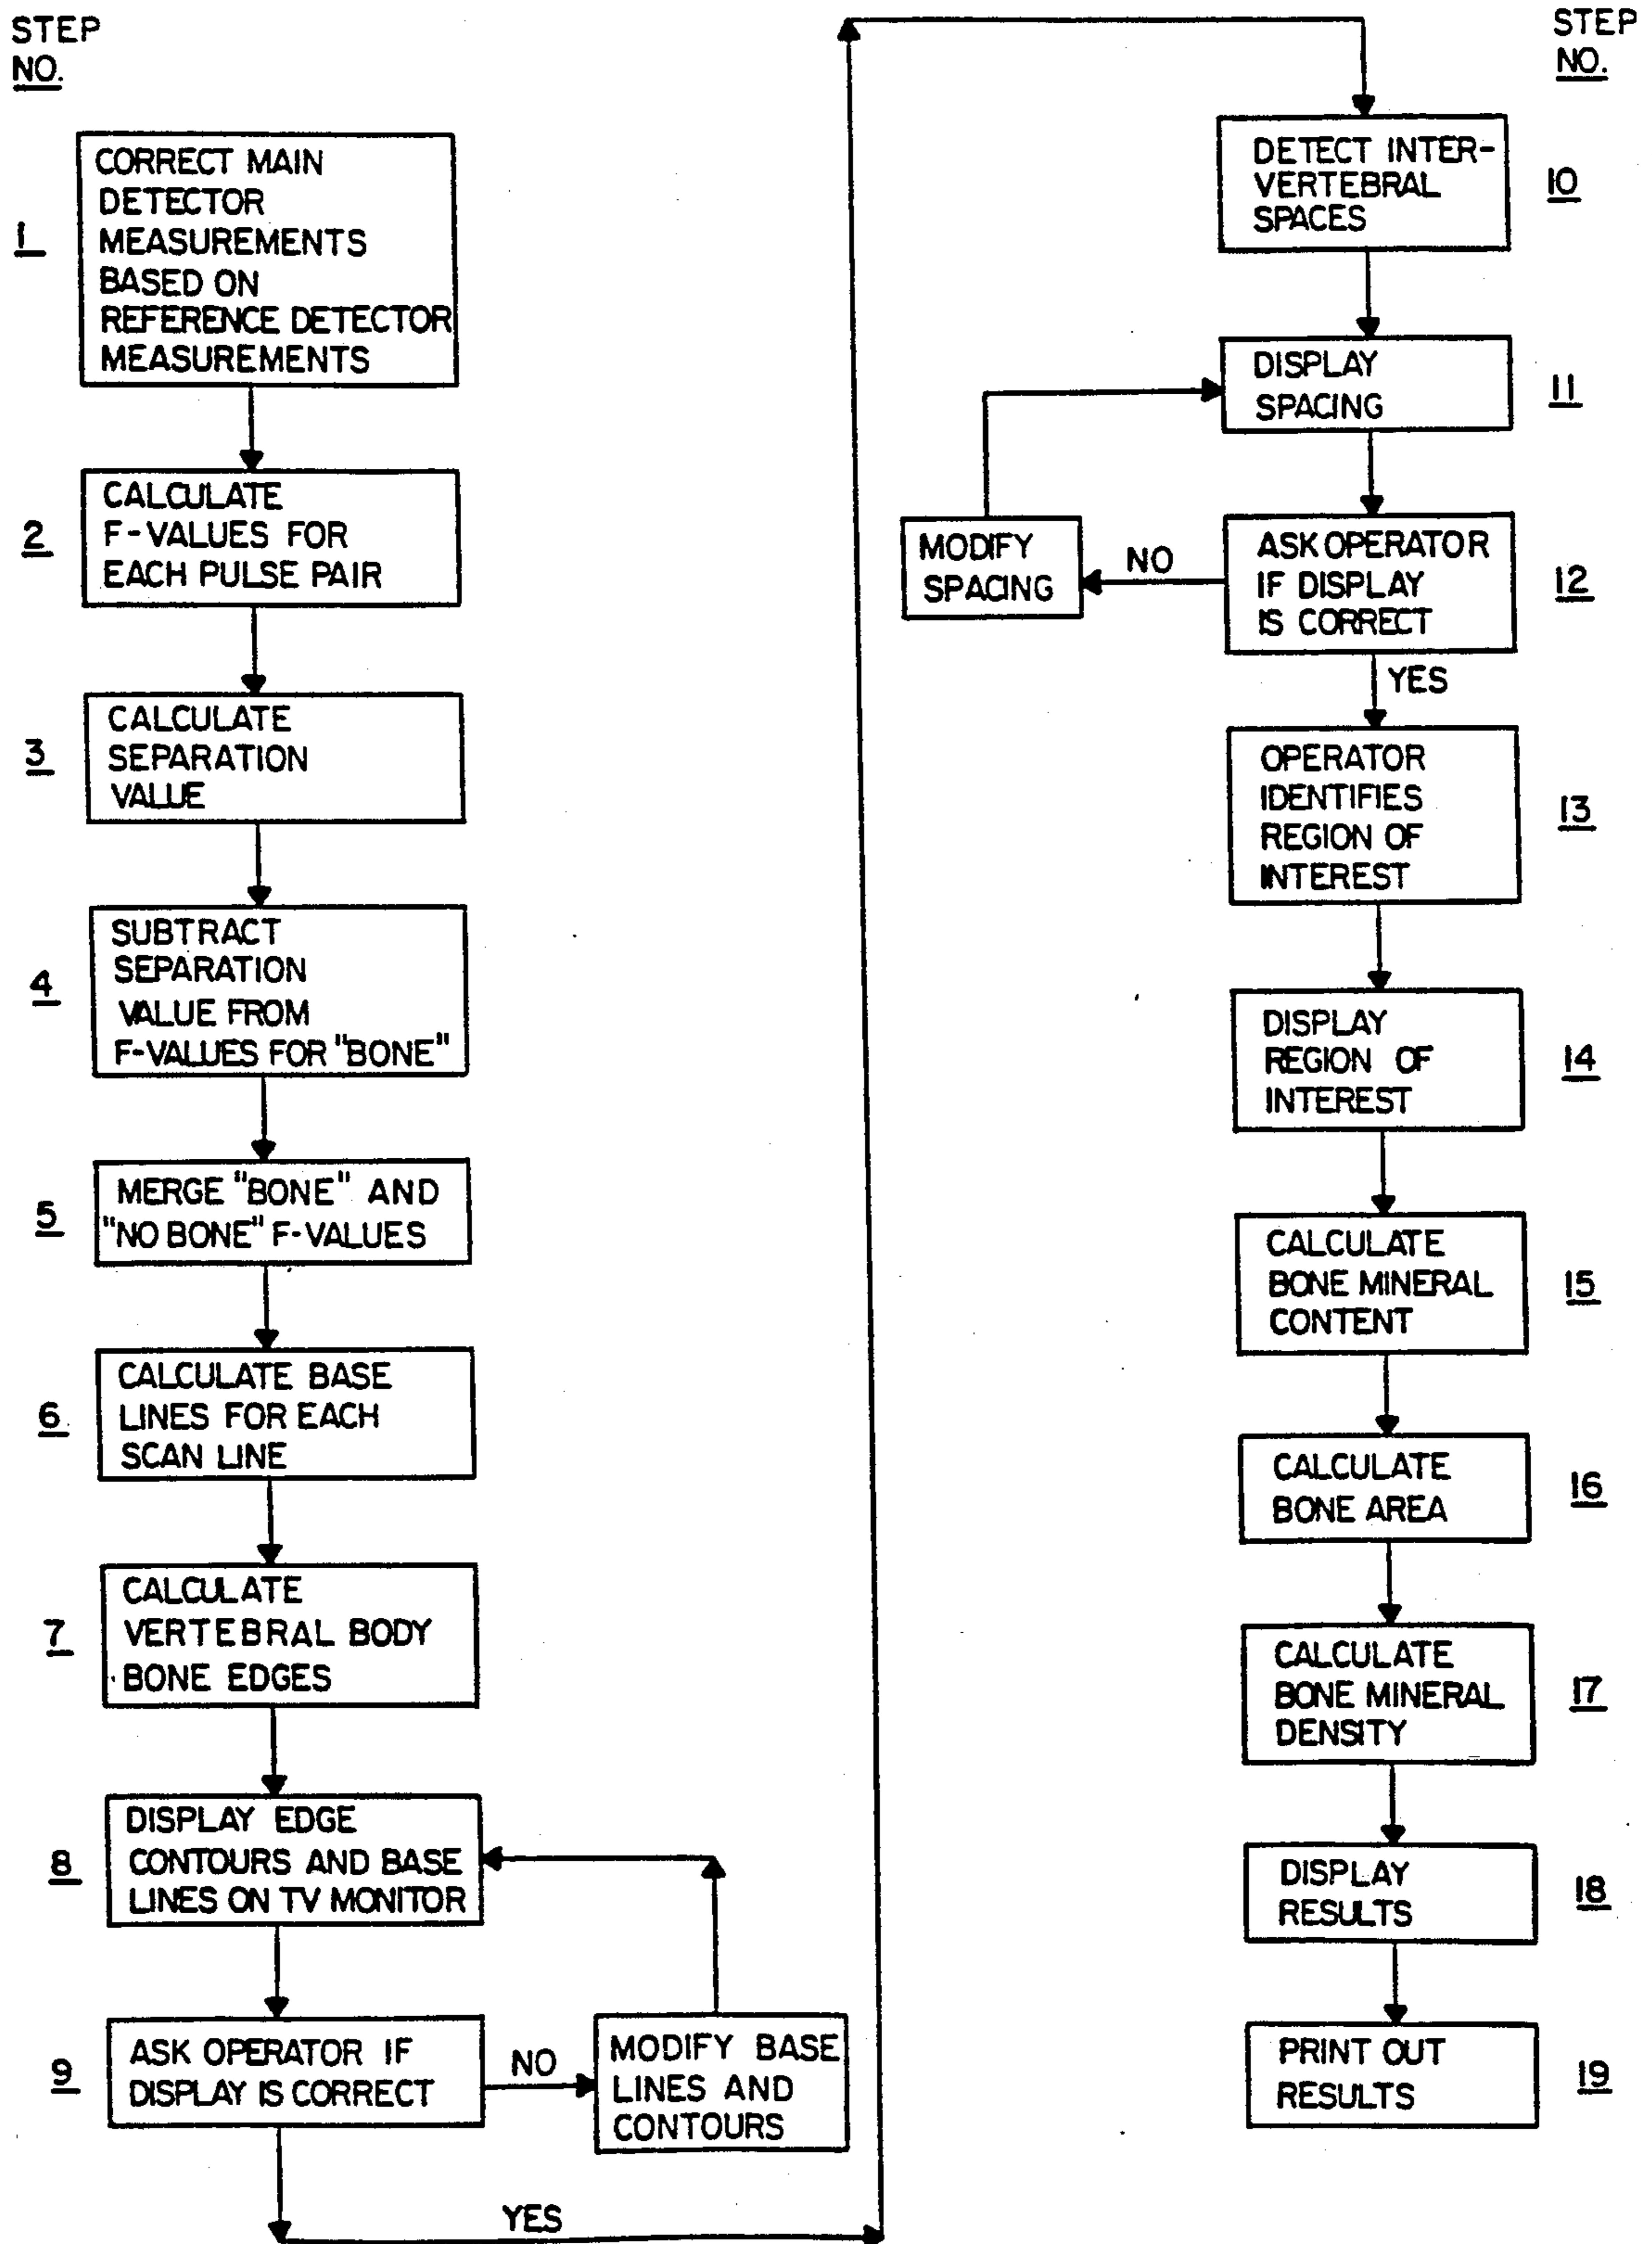 STEP
NO.
1
CORRECT MAIN
DETECTOR
MEASUREMENTS
BASED ON
REFERENCE DETECTOR
MEASUREMENTS
2
CALCULATE
F-VALUES FOR
EACH PULSE PAIR
3
CALCULATE
SEPARATION
VALUE
4
SUBTRACT
SEPARATION
VALUE FROM
F-VALUES FOR "BONE"
5
MERGE "BONE" AND
"NO BONE" F-VALUES
6
CALCULATE BASE
LINES FOR EACH
SCAN LINE
7
CALCULATE
VERTEBRAL BODY
BONE EDGES
8
DISPLAY EDGE
CONTOURS AND BASE
LINES ON TV MONITOR
9
ASK OPERATOR IF
DISPLAY IS CORRECT
NO
MODIFY BASE
LINES AND
CONTOURS
YES
STEP
NO.
DETECT INTER-
VERTEBRAL
SPACES
10
DISPLAY
SPACING
11
MODIFY
SPACING
NO
ASK OPERATOR
IF DISPLAY
IS CORRECT
12
YES
OPERATOR
IDENTIFIES
REGION OF
INTEREST
13
DISPLAY
REGION OF
INTEREST
14
CALCULATE
BONE MINERAL
CONTENT
15
CALCULATE
BONE AREA
16
CALCULATE
BONE MINERAL
DENSITY
17
DISPLAY
RESULTS
18
PRINT OUT
RESULTS
19